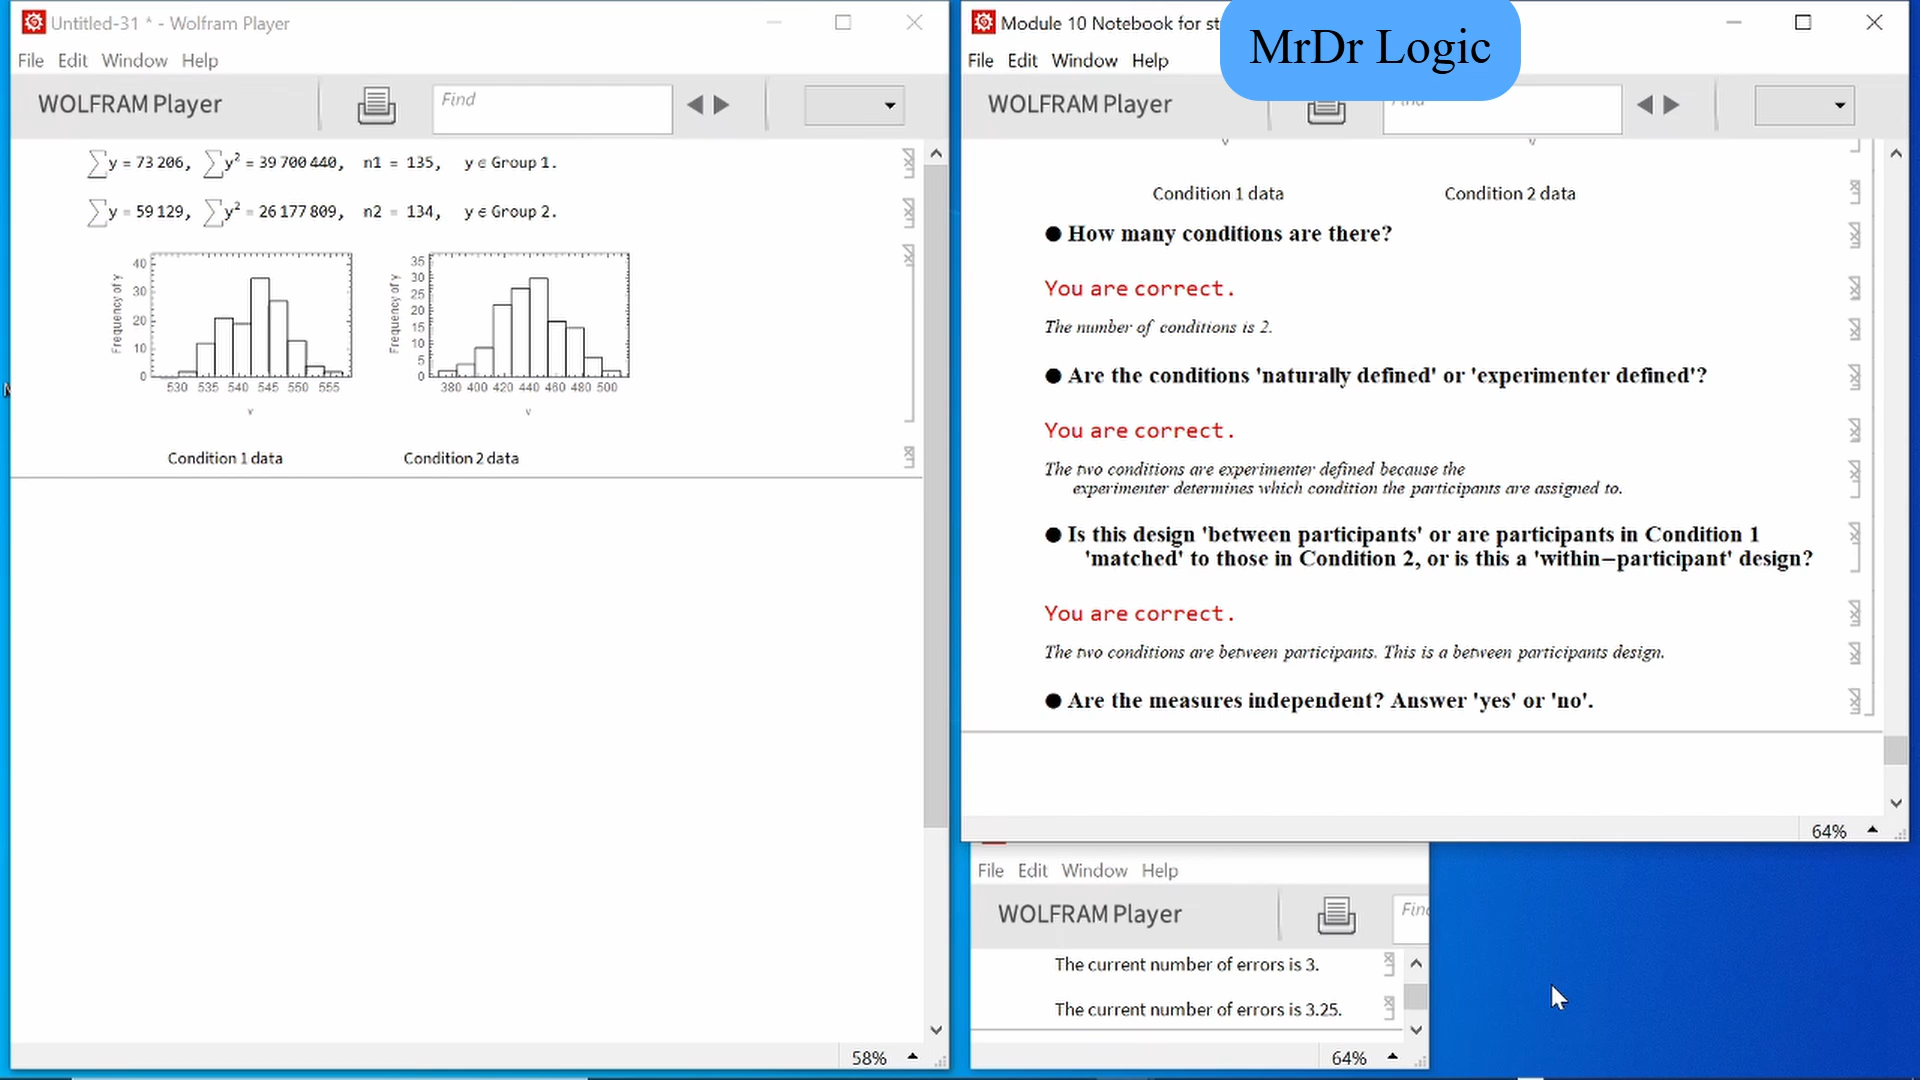 Untitled-31 * - Wolfram Player
File Edit Window Help
WOLFRAM Player
Find
∑y = 73 206, ∑y² = 39 700 440, n1 = 135, y ∈ Group 1.
∑y = 59 129, ∑y² = 26 177 809, n2 = 134, y ∈ Group 2.
Frequency of y
40
30
20
10
0
530 535 540 545 550 555
y
Frequency of y
35
30
25
20
15
10
5
0
380 400 420 440 460 480 500
y
Condition 1 data
Condition 2 data
58%
Module 10 Notebook for st
MrDr Logic
File Edit Window Help
WOLFRAM Player
Condition 1 data
Condition 2 data
● How many conditions are there?
You are correct.
The number of conditions is 2.
● Are the conditions 'naturally defined' or 'experimenter defined'?
You are correct.
The two conditions are experimenter defined because the
experimenter determines which condition the participants are assigned to.
● Is this design 'between participants' or are participants in Condition 1
'matched' to those in Condition 2, or is this a 'within−participant' design?
You are correct.
The two conditions are between participants. This is a between participants design.
● Are the measures independent? Answer 'yes' or 'no'.
64%
File Edit Window Help
WOLFRAM Player
Find
The current number of errors is 3.
The current number of errors is 3.25.
64%